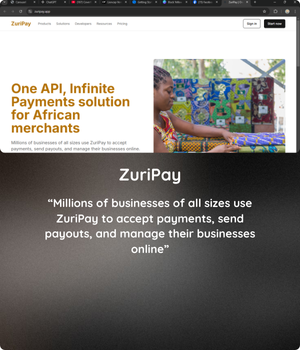 ZuriPay
Products
Solutions
Developers
Resources
Pricing
Sign in
Start now
One API, Infinite
Payments solution
for African
merchants
Millions of businesses of all sizes use ZuriPay to accept
payments, send payouts, and manage their businesses online
ZuriPay
“Millions of businesses of all sizes use
ZuriPay to accept payments, send
payouts, and manage their businesses
online”